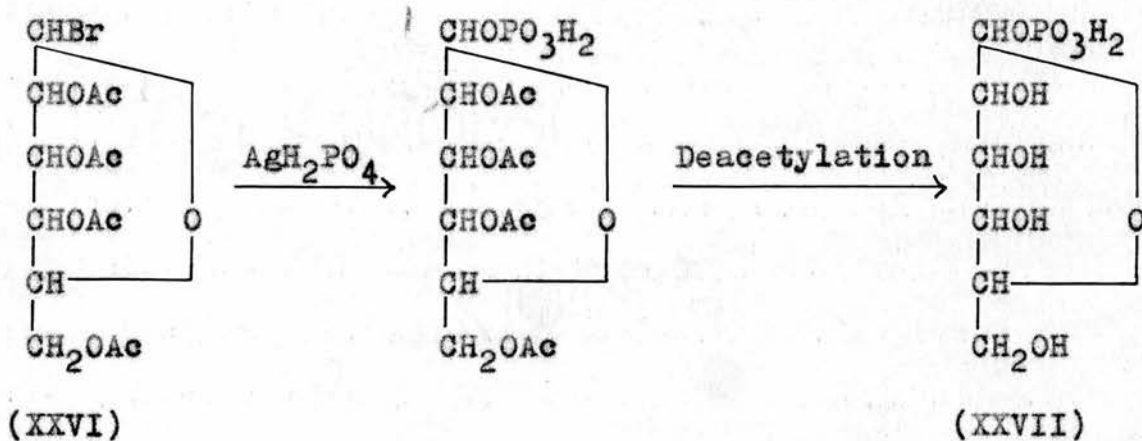 CHBr CHOPO₃H₂ CHOPO₃H₂
CHOAc CHOAc CHOH
CHOAc AgH₂PO₄ CHOAc Deacetylation CHOH
CHOAc O CHOAc O CHOH O
CH CH CH
CH₂OAc CH₂OAc CH₂OH
(XXVI) (XXVII)